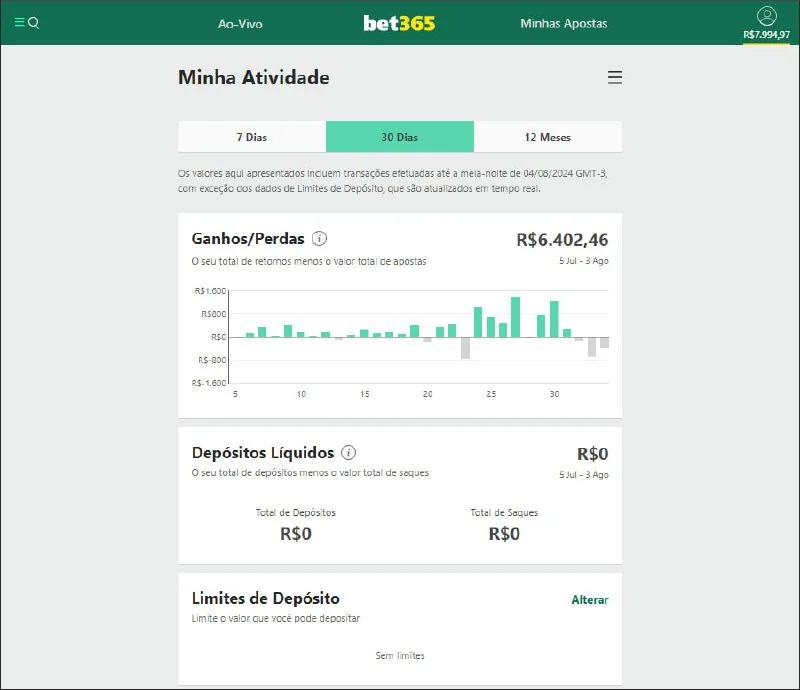 Ao-Vivo
bet365
Minhas Apostas
R$7.994,97
Minha Atividade
7 Dias
30 Dias
12 Meses
Os valores aqui apresentados incluem transações efetuadas até a meia-noite de 04/08/2024 GMT-3,
com exceção dos dados de Limites de Depósito, que são atualizados em tempo real.
Ganhos/Perdas
R$6.402,46
O seu total de retornos menos o valor total de apostas
5 Jul - 3 Ago
R$1.600
R$800
R$0
R$-800
R$-1.600
5 10 15 20 25 30
Depósitos Líquidos
R$0
O seu total de depósitos menos o valor total de saques
5 Jul - 3 Ago
Total de Depósitos
Total de Saques
R$0
R$0
Limites de Depósito
Alterar
Limite o valor que você pode depositar
Sem limites